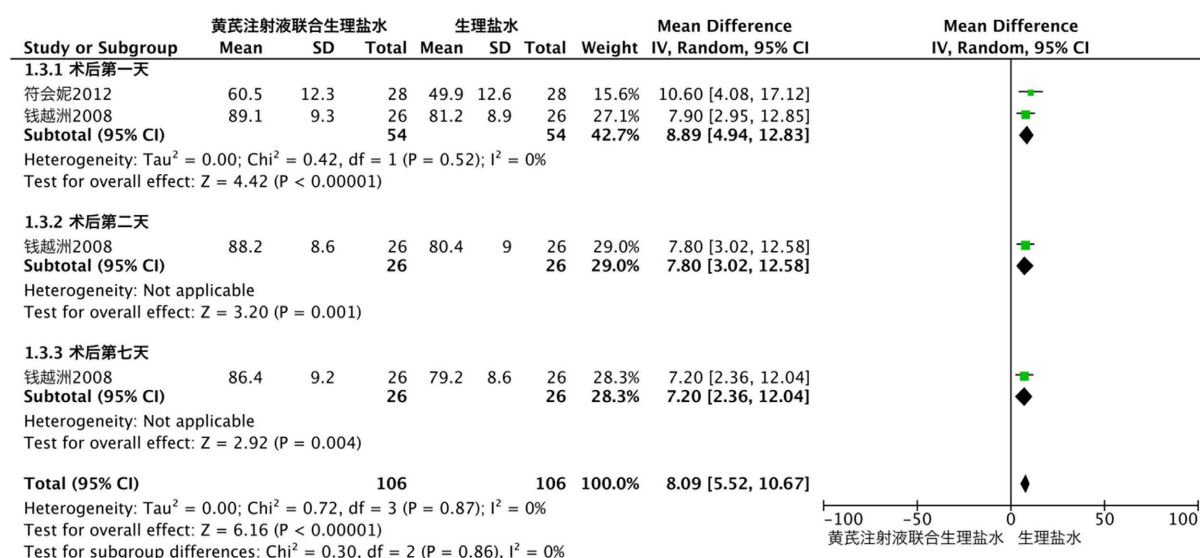 黄芪注射液联合生理盐水 生理盐水 Mean Difference Mean Difference
Study or Subgroup Mean SD Total Mean SD Total Weight IV, Random, 95% CI IV, Random, 95% CI
1.3.1 术后第一天
符会妮2012 60.5 12.3 28 49.9 12.6 28 15.6% 10.60 [4.08, 17.12]
钱越洲2008 89.1 9.3 26 81.2 8.9 26 27.1% 7.90 [2.95, 12.85]
Subtotal (95% CI) 54 54 42.7% 8.89 [4.94, 12.83]
Heterogeneity: Tau² = 0.00; Chi² = 0.42, df = 1 (P = 0.52); I² = 0%
Test for overall effect: Z = 4.42 (P < 0.00001)
1.3.2 术后第二天
钱越洲2008 88.2 8.6 26 80.4 9 26 29.0% 7.80 [3.02, 12.58]
Subtotal (95% CI) 26 26 29.0% 7.80 [3.02, 12.58]
Heterogeneity: Not applicable
Test for overall effect: Z = 3.20 (P = 0.001)
1.3.3 术后第七天
钱越洲2008 86.4 9.2 26 79.2 8.6 26 28.3% 7.20 [2.36, 12.04]
Subtotal (95% CI) 26 26 28.3% 7.20 [2.36, 12.04]
Heterogeneity: Not applicable
Test for overall effect: Z = 2.92 (P = 0.004)
Total (95% CI) 106 106 100.0% 8.09 [5.52, 10.67]
Heterogeneity: Tau² = 0.00; Chi² = 0.72, df = 3 (P = 0.87); I² = 0%
Test for overall effect: Z = 6.16 (P < 0.00001)
Test for subgroup differences: Chi² = 0.30, df = 2 (P = 0.86), I² = 0%
-100 -50 0 50 100
黄芪注射液联合生理盐水 生理盐水